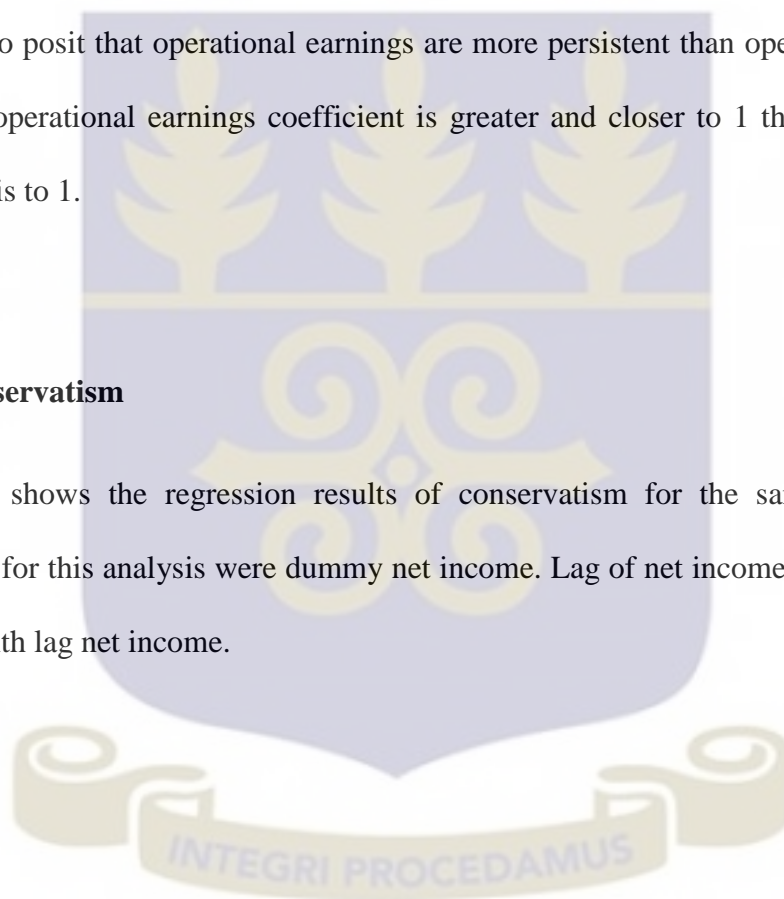 o posit that operational earnings are more persistent than ope
operational earnings coefficient is greater and closer to 1 th
is to 1.
servatism
shows the regression results of conservatism for the sa
for this analysis were dummy net income. Lag of net income
th lag net income.
INTEGRI PROCEDAMUS